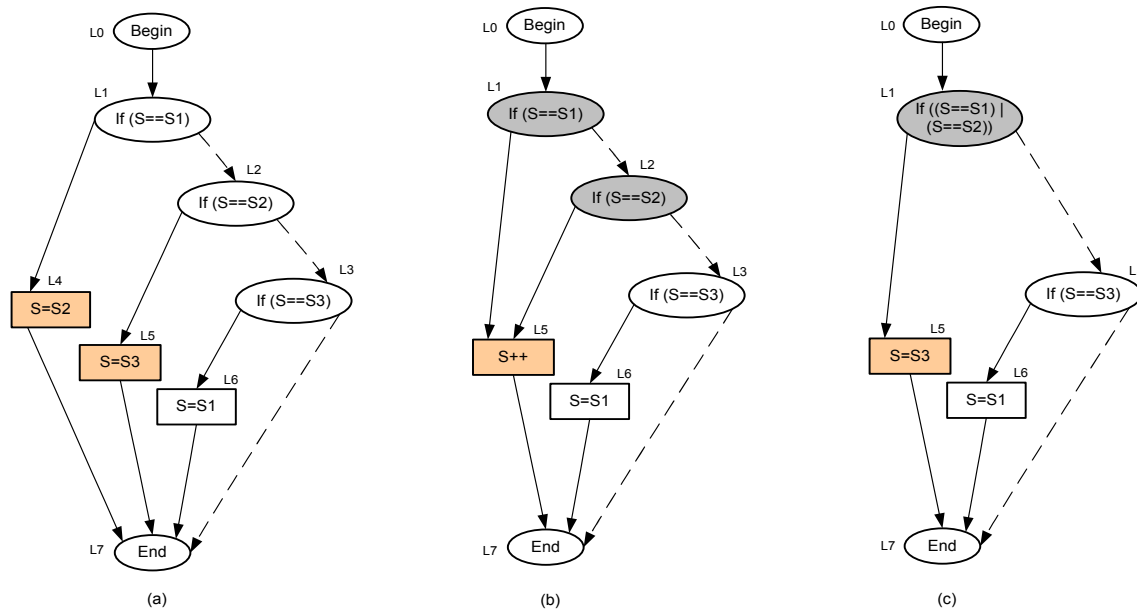 L0
Begin
L1
If (S==S1)
L2
If (S==S2)
L3
If (S==S3)
L4
S=S2
L5
S=S3
L6
S=S1
L7
End
(a)
L0
Begin
L1
If (S==S1)
L2
If (S==S2)
L3
If (S==S3)
L5
S++
L6
S=S1
L7
End
(b)
L0
Begin
L1
If ((S==S1) |
(S==S2))
L
If (S==S3)
L5
S=S3
L6
S=S1
L7
End
(c)